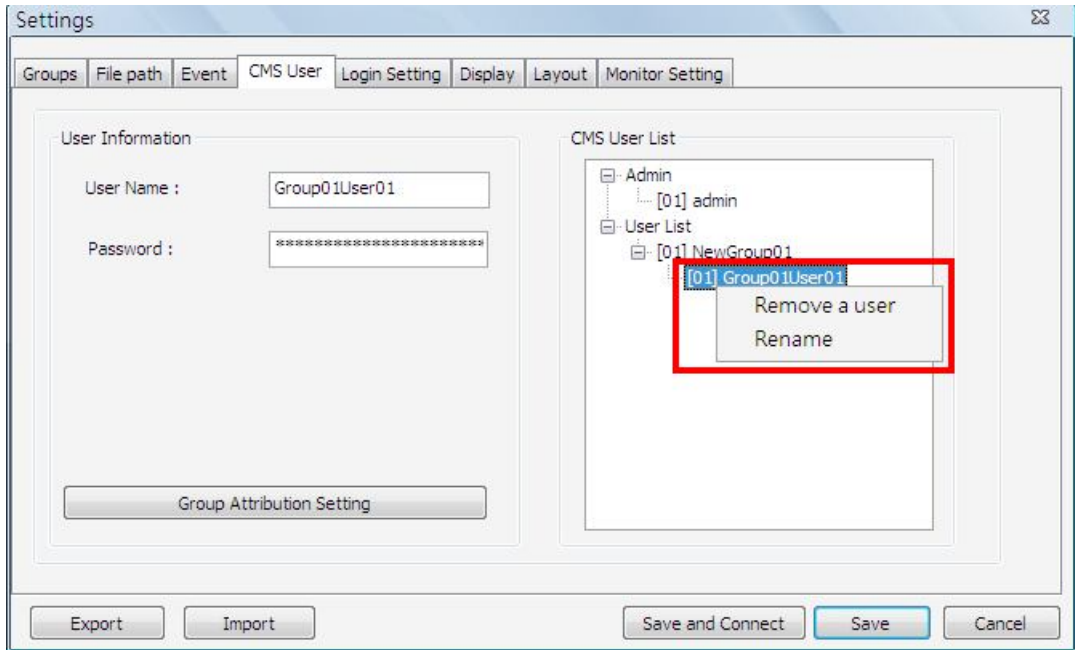 Settings
Groups File path Event CMS User Login Setting Display Layout Monitor Setting
User Information
User Name :
Group01User01
Password :
***********************
Group Attribution Setting
CMS User List
Admin
[01] admin
User List
[01] NewGroup01
[01] Group01User01
Remove a user
Rename
Export Import Save and Connect Save Cancel